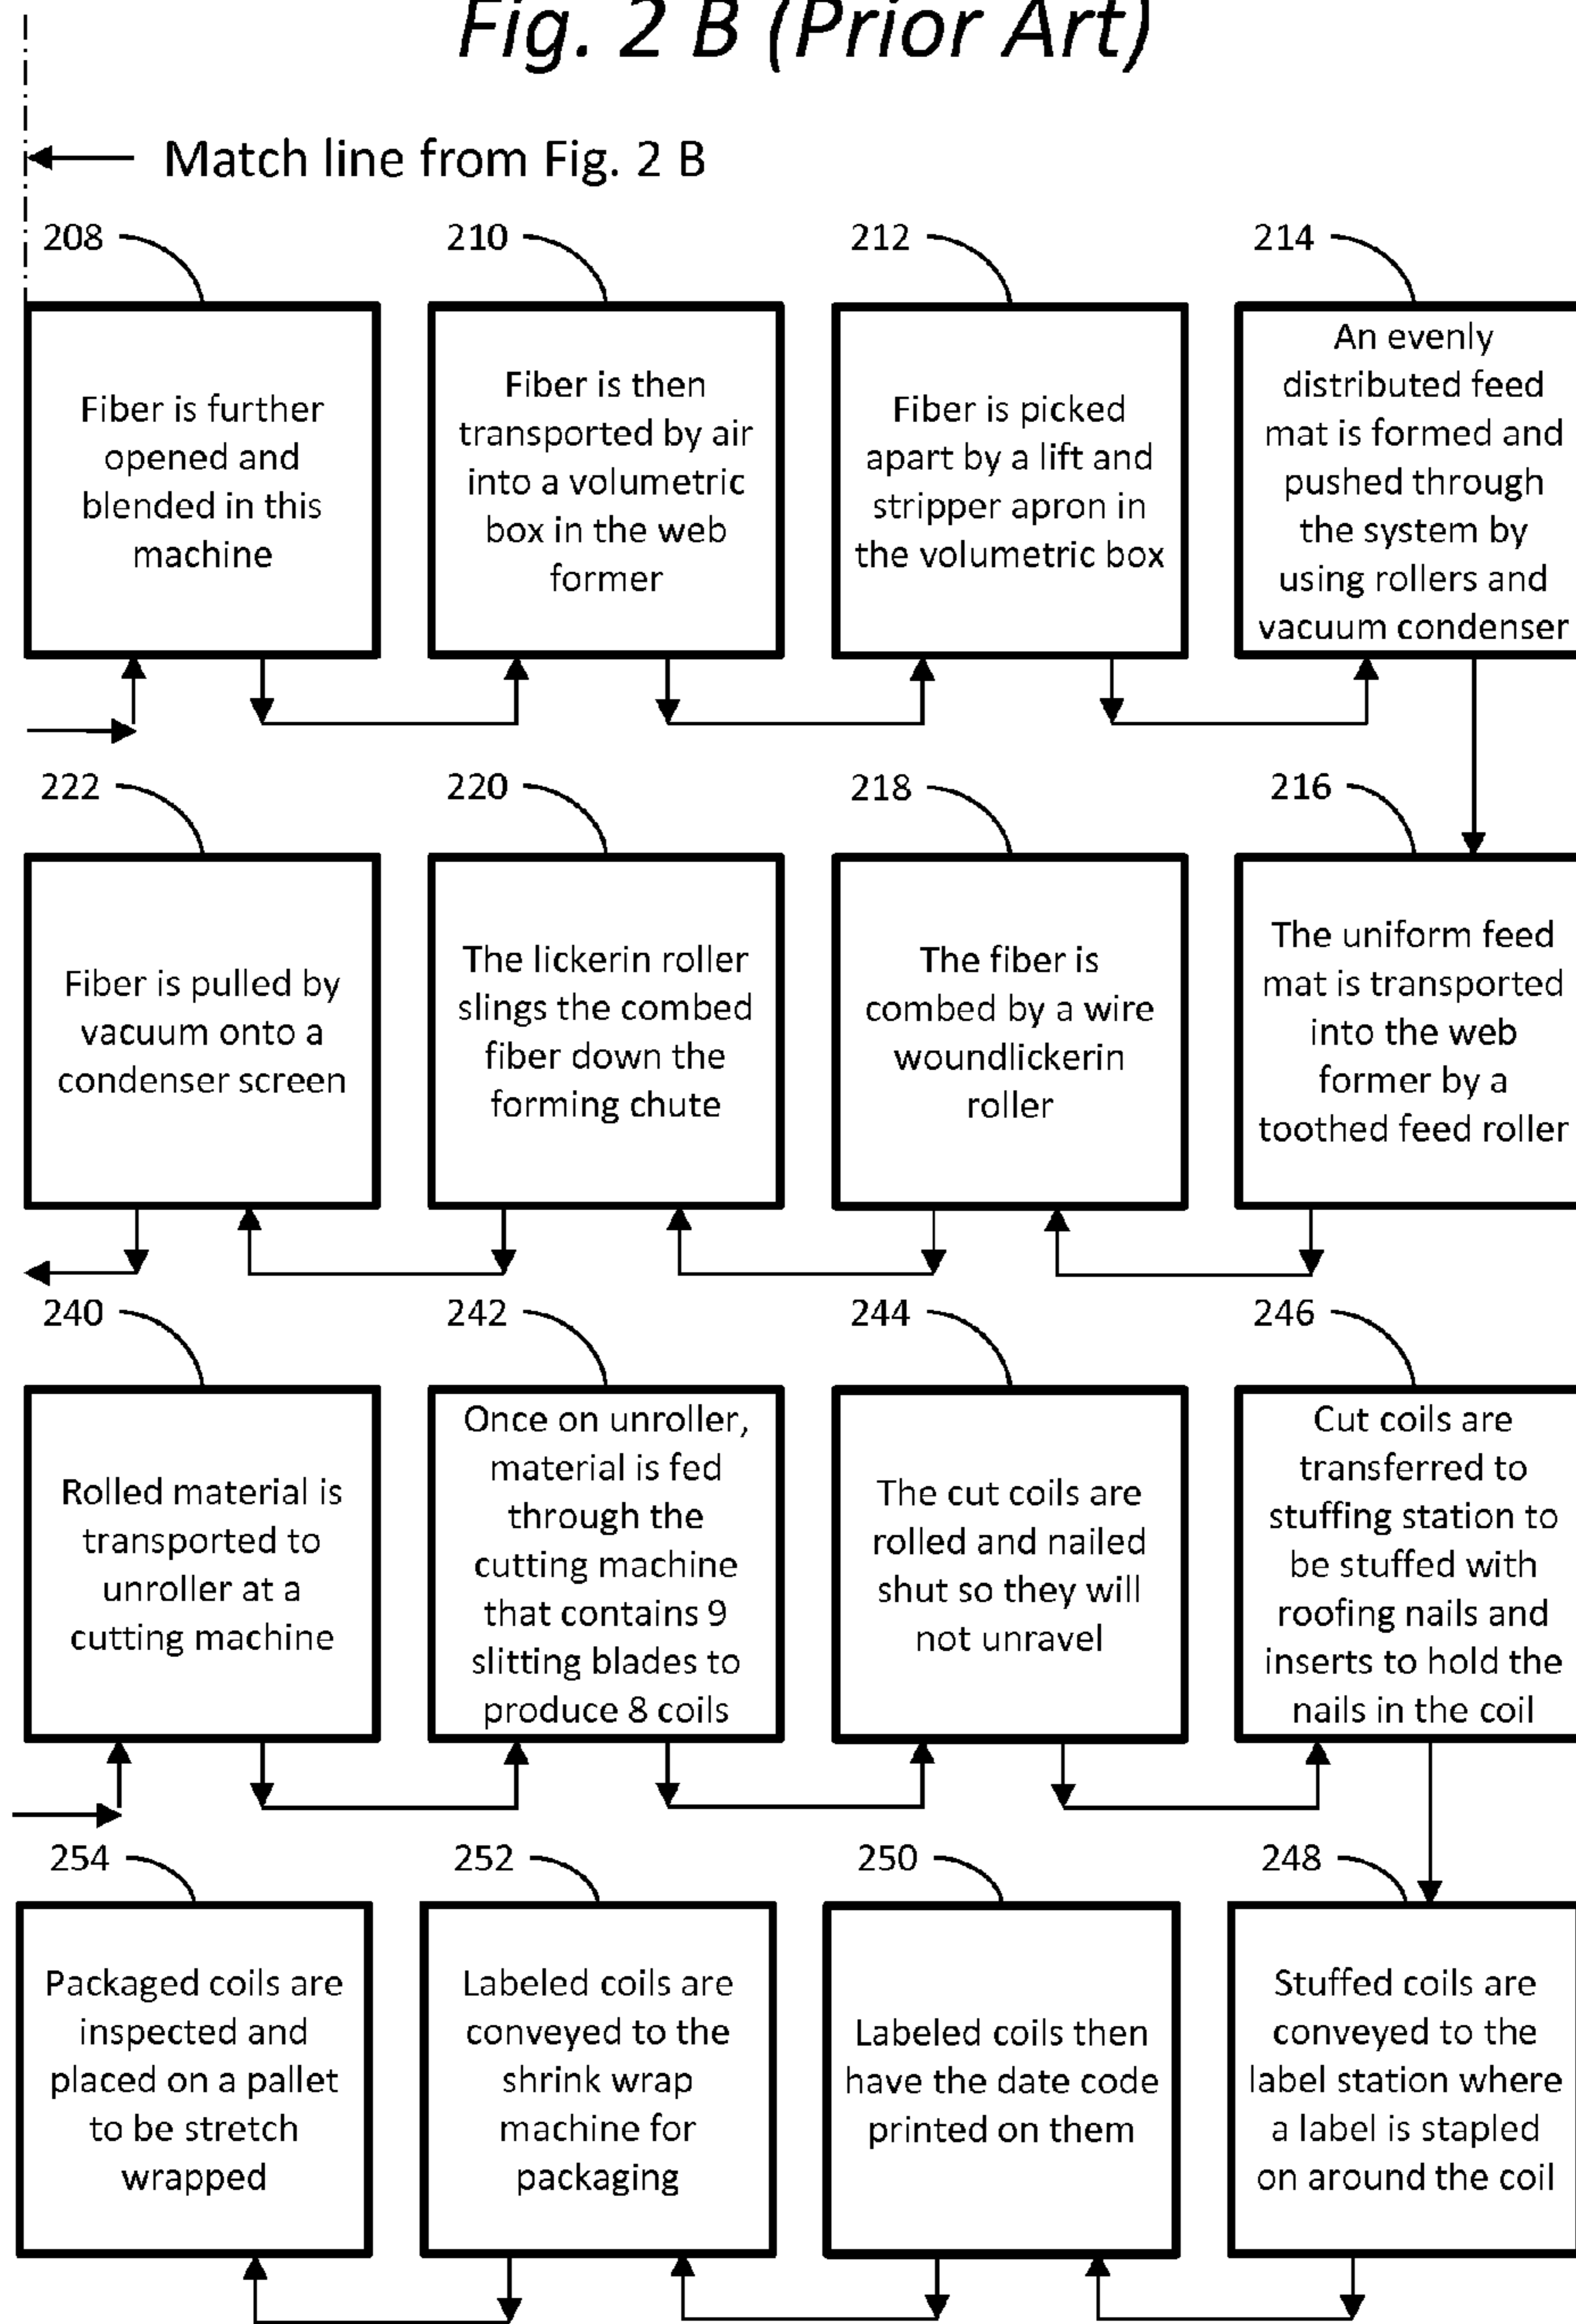 Fig. 2 B (Prior Art)
Match line from Fig. 2 B
208
Fiber is further
opened and
blended in this
machine
210
Fiber is then
transported by air
into a volumetric
box in the web
former
212
Fiber is picked
apart by a lift and
stripper apron in
the volumetric box
214
An evenly
distributed feed
mat is formed and
pushed through
the system by
using rollers and
vacuum condenser
222
Fiber is pulled by
vacuum onto a
condenser screen
220
The lickerin roller
slings the combed
fiber down the
forming chute
218
The fiber is
combed by a wire
woundlickerin
roller
216
The uniform feed
mat is transported
into the web
former by a
toothed feed roller
240
Rolled material is
transported to
unroller at a
cutting machine
242
Once on unroller,
material is fed
through the
cutting machine
that contains 9
slitting blades to
produce 8 coils
244
The cut coils are
rolled and nailed
shut so they will
not unravel
246
Cut coils are
transferred to
stuffing station to
be stuffed with
roofing nails and
inserts to hold the
nails in the coil
254
Packaged coils are
inspected and
placed on a pallet
to be stretch
wrapped
252
Labeled coils are
conveyed to the
shrink wrap
machine for
packaging
250
Labeled coils then
have the date code
printed on them
248
Stuffed coils are
conveyed to the
label station where
a label is stapled
on around the coil